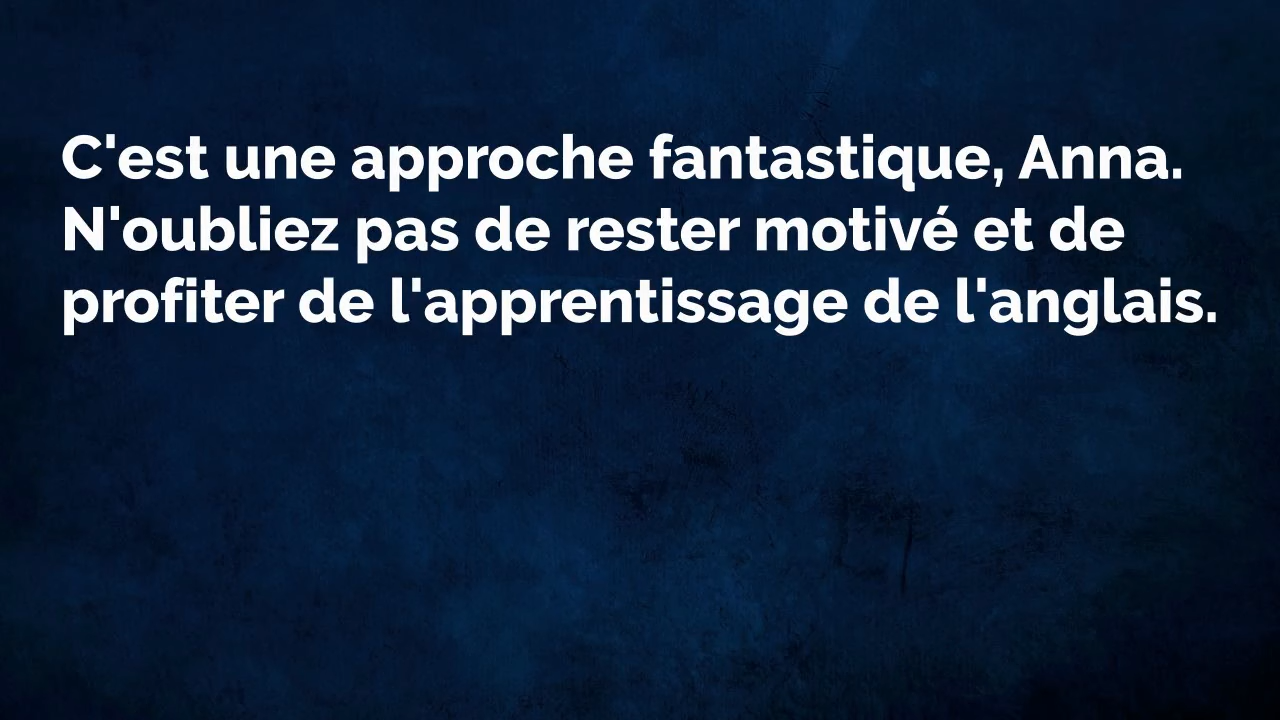 C'est une approche fantastique, Anna.
N'oubliez pas de rester motivé et de
profiter de l'apprentissage de l'anglais.